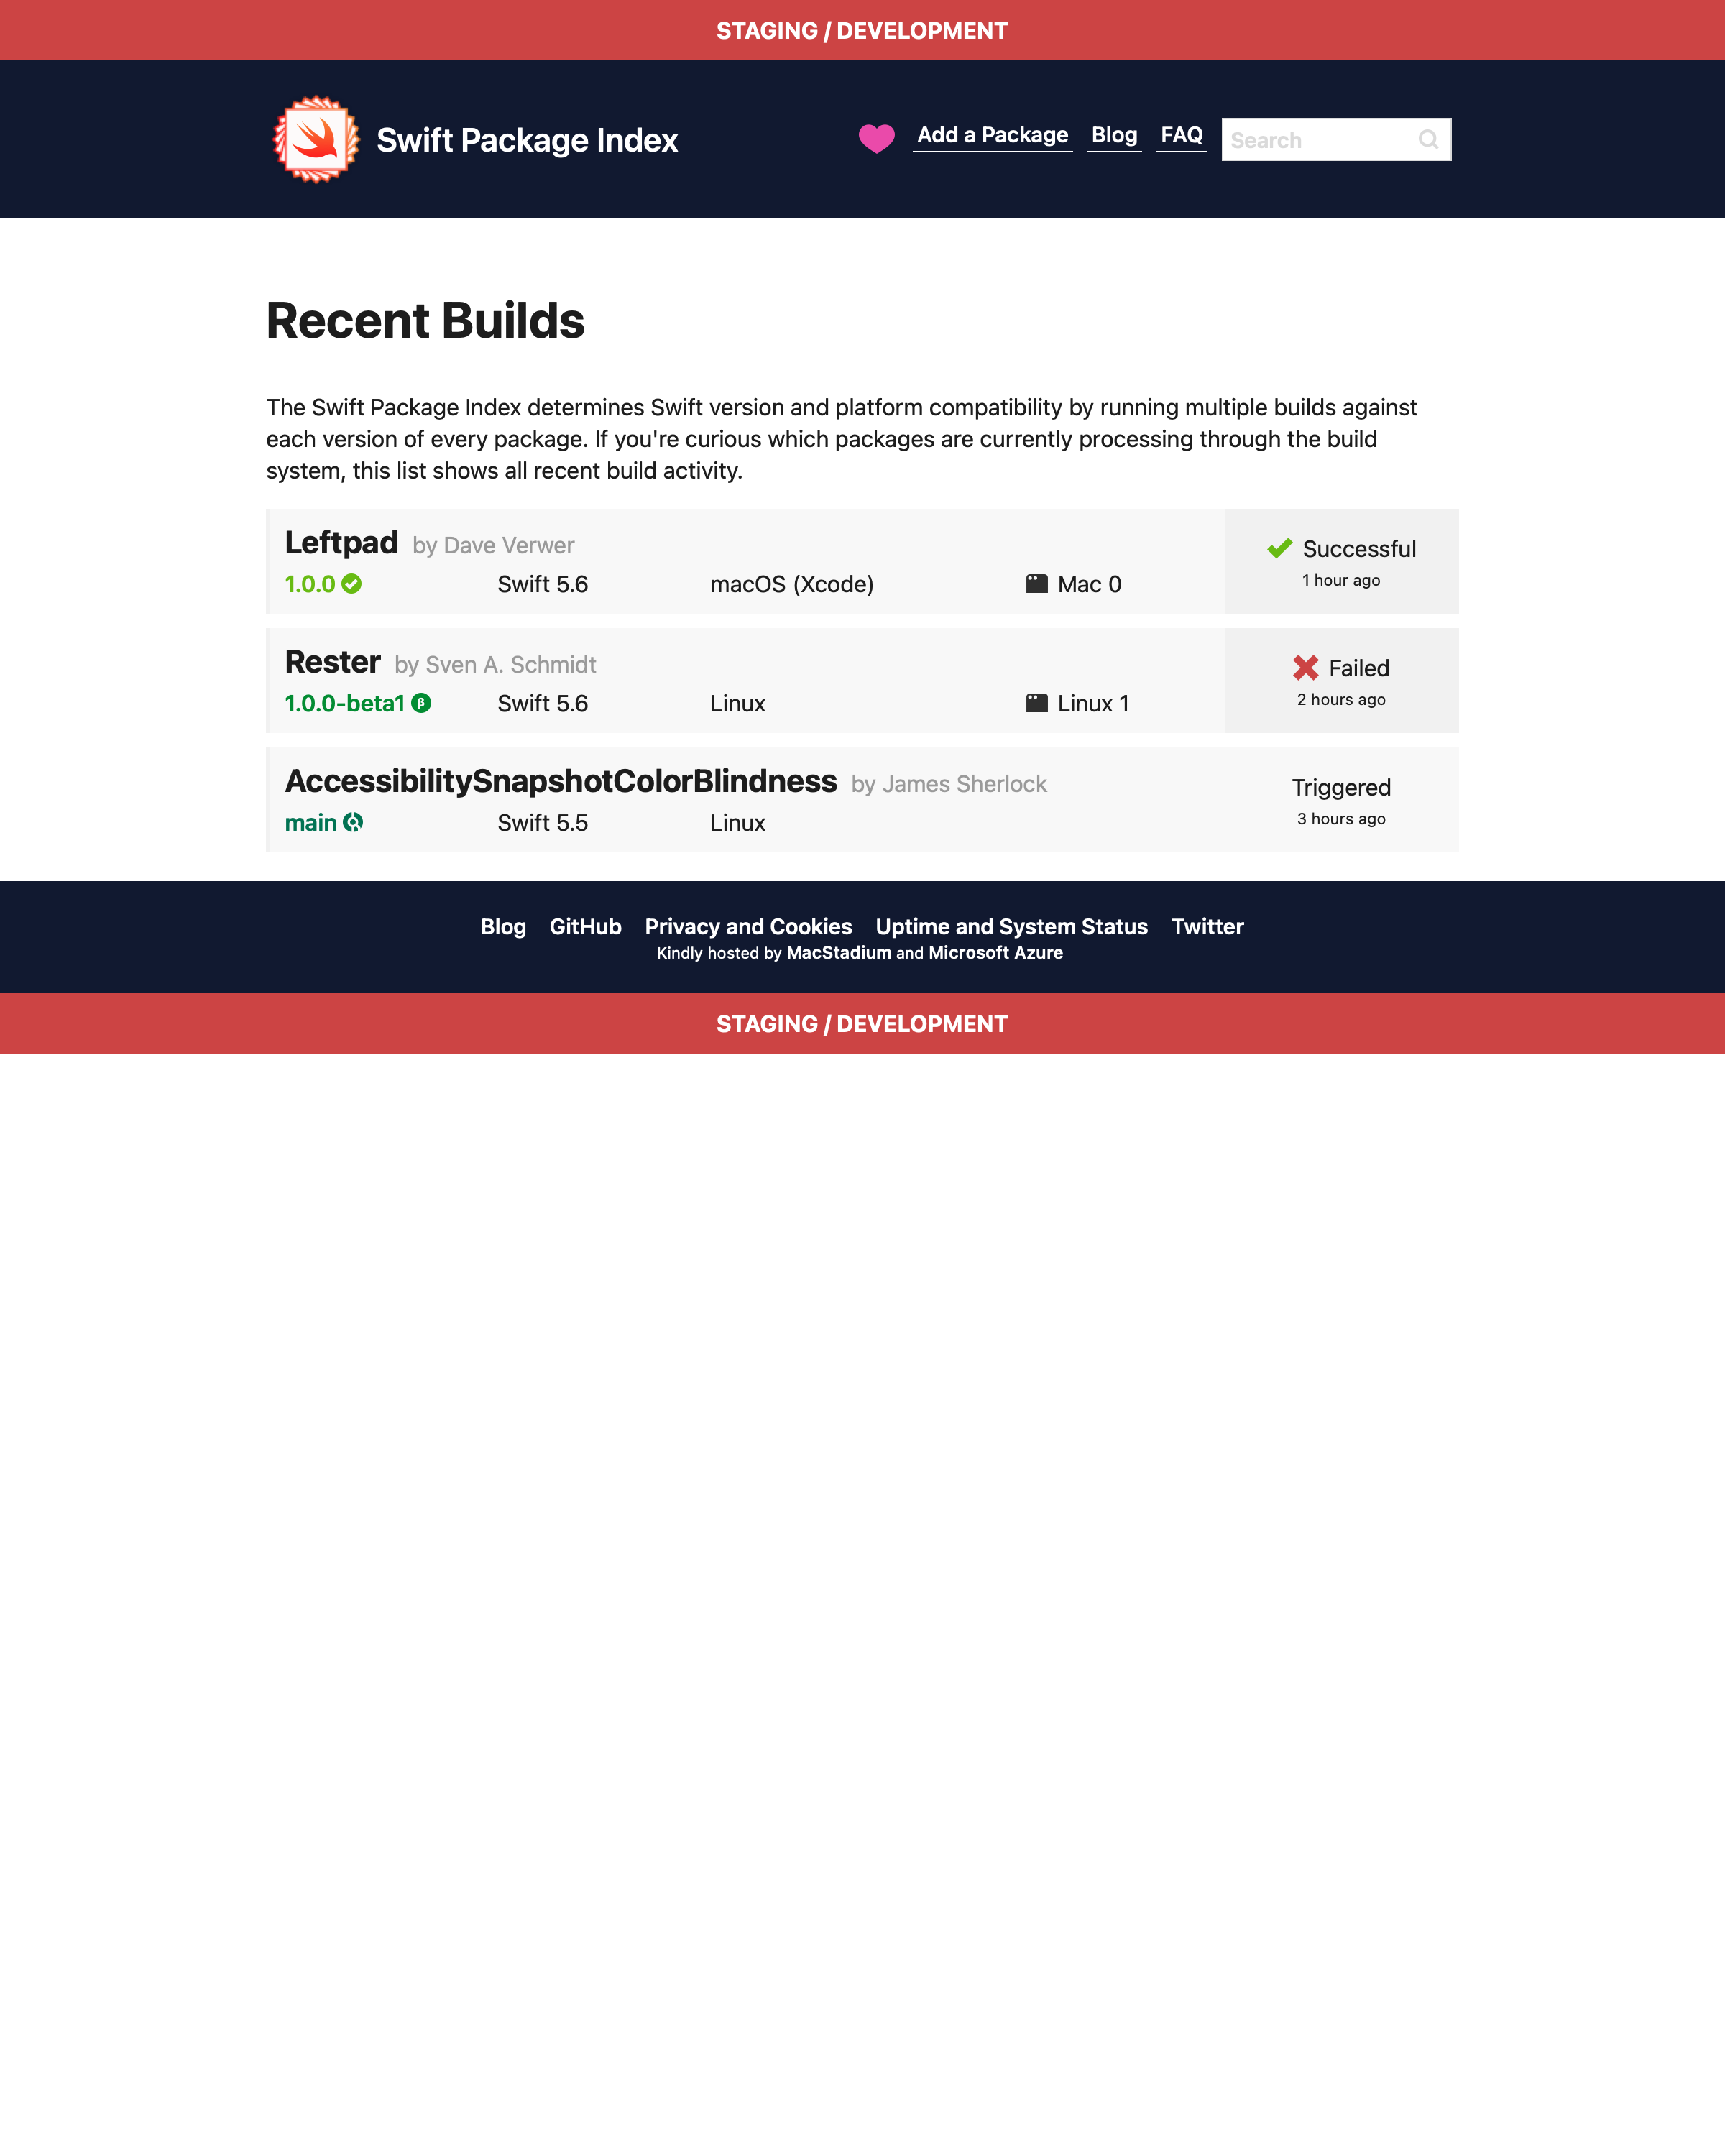 STAGING / DEVELOPMENT
Swift Package Index
Add a Package Blog FAQ Search
Recent Builds
The Swift Package Index determines Swift version and platform compatibility by running multiple builds against
each version of every package. If you're curious which packages are currently processing through the build
system, this list shows all recent build activity.
Leftpad by Dave Verwer
1.0.0 Swift 5.6 macOS (Xcode) Mac 0
Successful
1 hour ago
Rester by Sven A. Schmidt
1.0.0-beta1 β Swift 5.6 Linux Linux 1
Failed
2 hours ago
AccessibilitySnapshotColorBlindness by James Sherlock
main Swift 5.5 Linux
Triggered
3 hours ago
Blog GitHub Privacy and Cookies Uptime and System Status Twitter
Kindly hosted by MacStadium and Microsoft Azure
STAGING / DEVELOPMENT